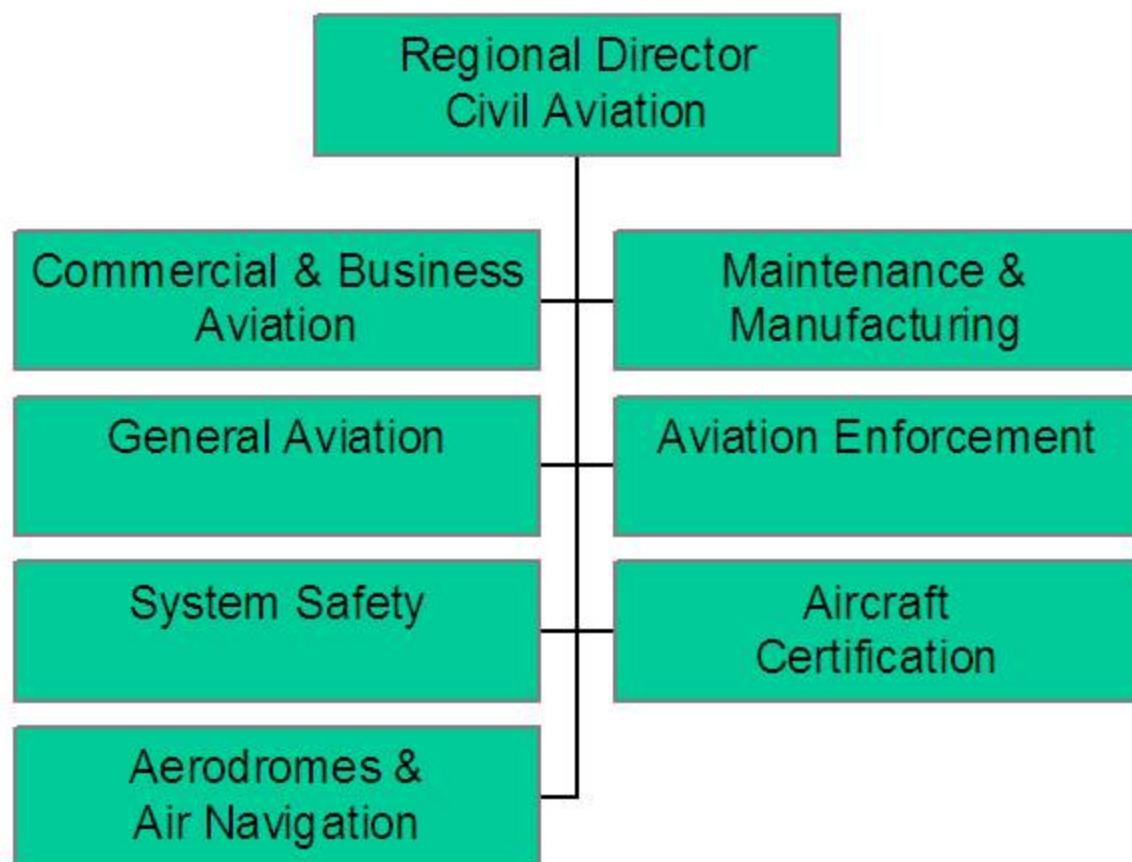 Regional Director
Civil Aviation
Commercial & Business
Aviation
Maintenance &
Manufacturing
General Aviation
Aviation Enforcement
System Safety
Aircraft
Certification
Aerodromes &
Air Navigation